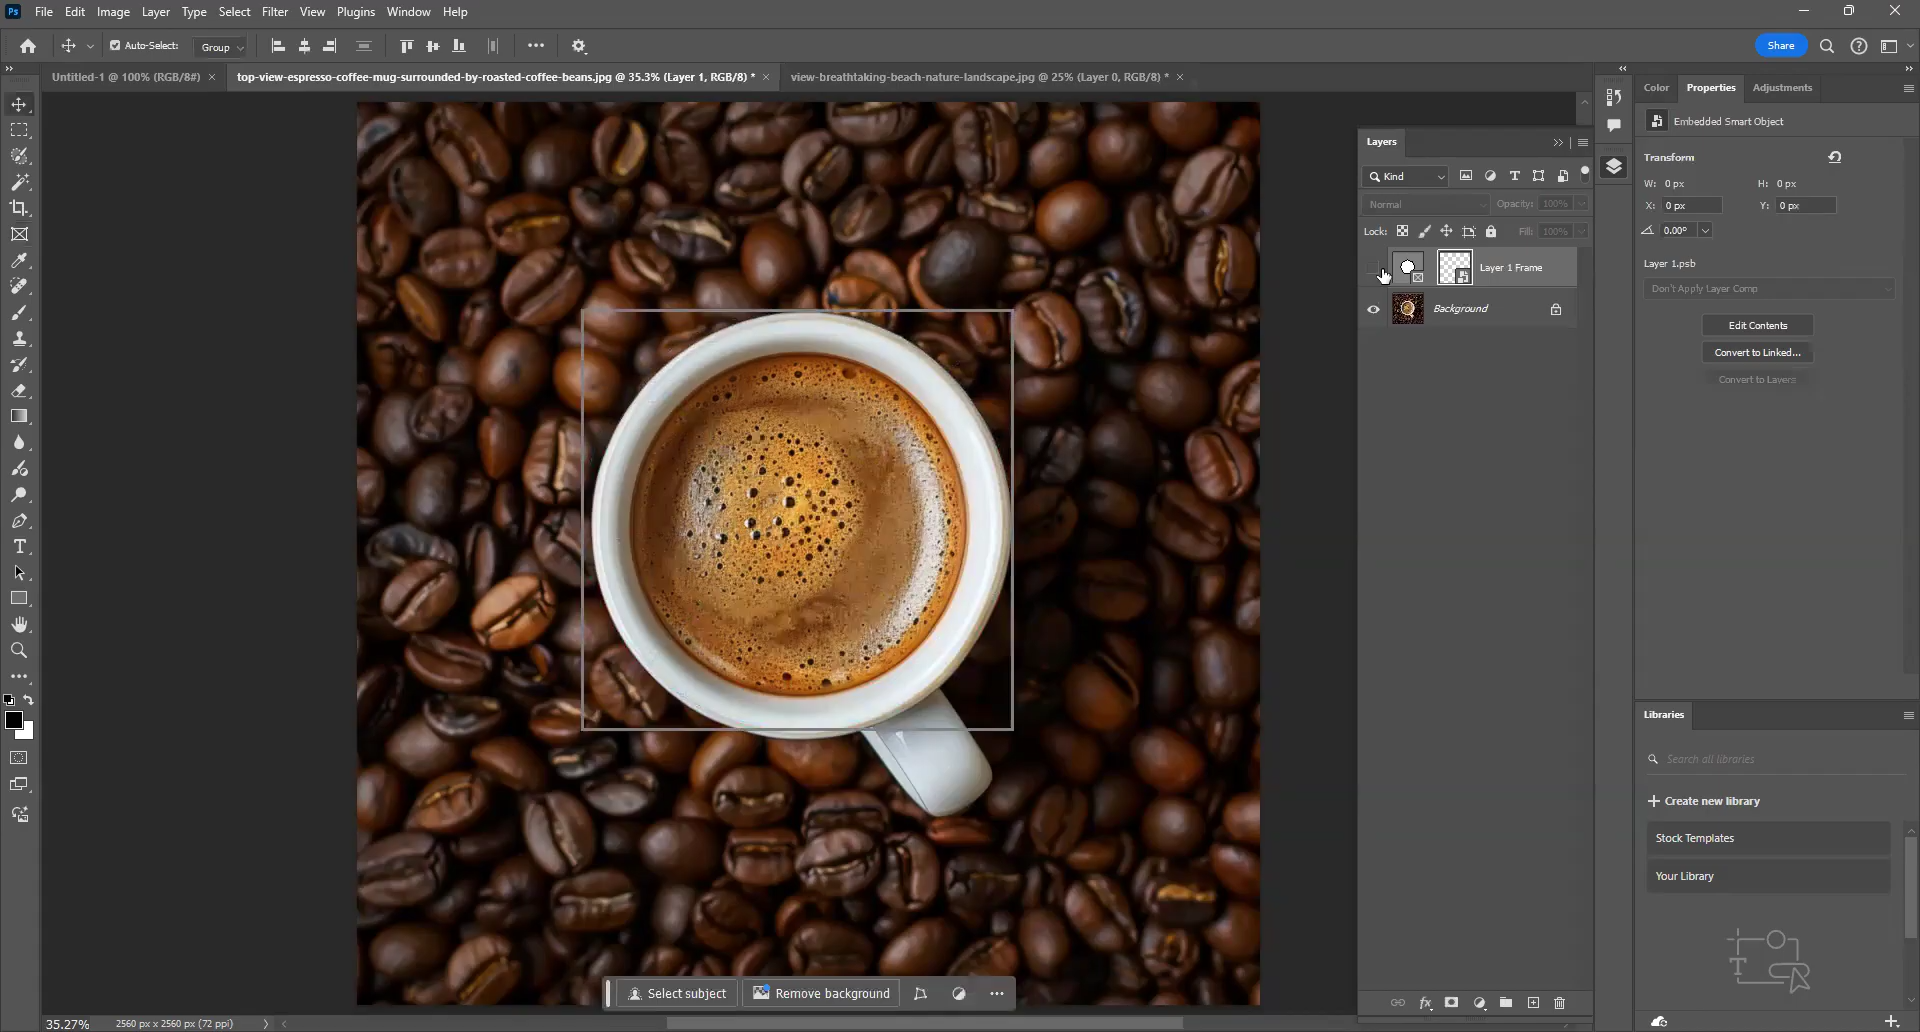 Ps File Edit Image Layer Type Select Filter View Plugins Window Help
Auto-Select: Group Share
Untitled-1 @ 100% (RGB/8#) × top-view-espresso-coffee-mug-surrounded-by-roasted-coffee-beans.jpg @ 35.3% (Layer 1, RGB/8) * × view-breathtaking-beach-nature-landscape.jpg @ 25% (Layer 0, RGB/8) * ×
Layers
Kind
Normal Opacity: 100%
Lock: Fill: 100%
Layer 1 Frame
Background
Color Properties Adjustments
Embedded Smart Object
Transform
W: 0 px H: 0 px
X: 0 px Y: 0 px
0.00°
Layer 1.psb
Don't Apply Layer Comp
Edit Contents
Convert to Linked...
Convert to Layers
Libraries
Search all libraries
+ Create new library
Stock Templates
Your Library
T
Select subject Remove background
35.27% 2560 px x 2560 px (72 ppi)